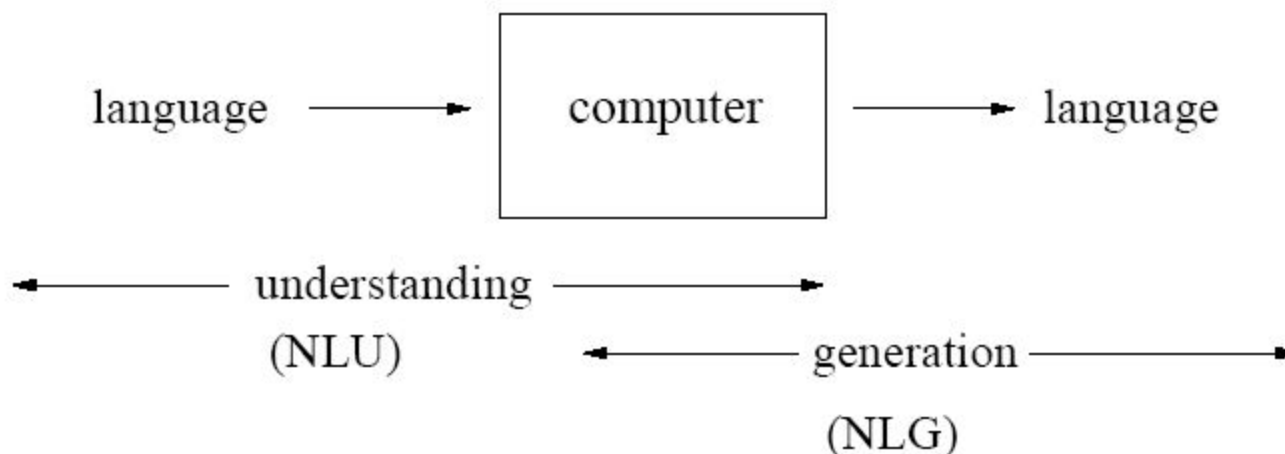 language computer language
understanding
(NLU)
generation
(NLG)